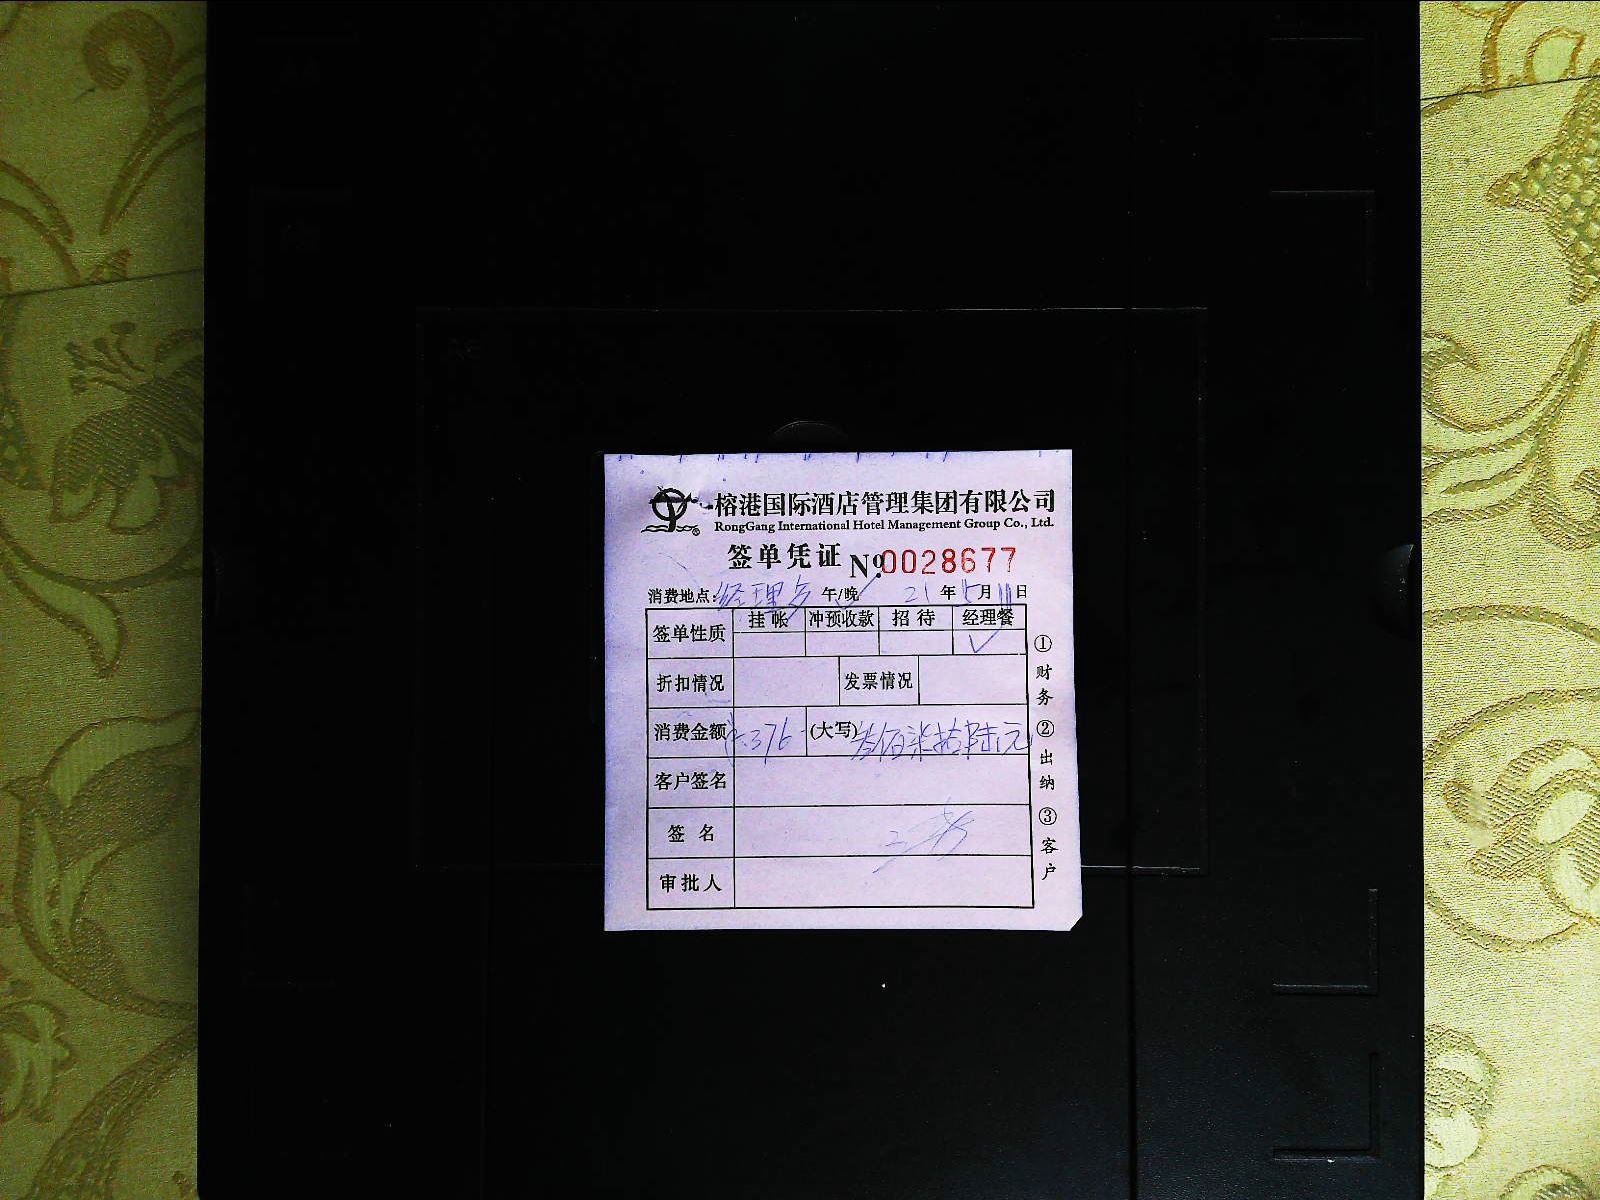 榕港国际酒店管理集团有限公司
RongGang International Hotel Management Group Co., Ltd.
签单凭证 №0028677
消费地点: 经理 午/晚 21年5月11日
签单性质 挂帐 冲预收款 招待 经理餐
✓
折扣情况 发票情况
消费金额 376 (大写) 叁佰柒拾陆元
客户签名
签名
审批人
①财务 ②出纳 ③客户